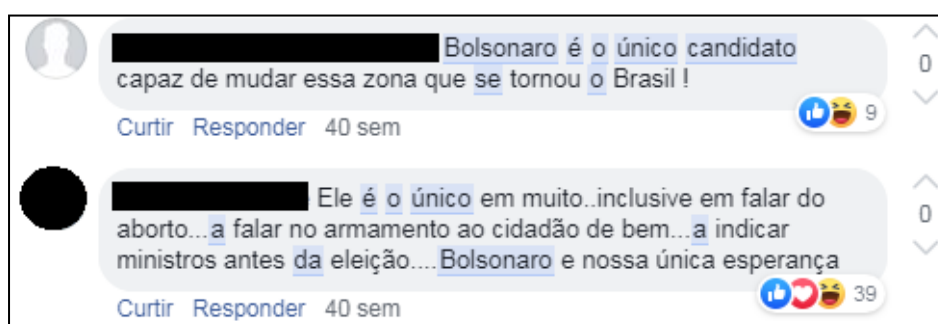 Bolsonaro é o único candidato
capaz de mudar essa zona que se tornou o Brasil !
0
9
Curtir Responder 40 sem
Ele é o único em muito..inclusive em falar do
aborto...a falar no armamento ao cidadão de bem...a indicar
ministros antes da eleição....Bolsonaro e nossa única esperança
0
39
Curtir Responder 40 sem